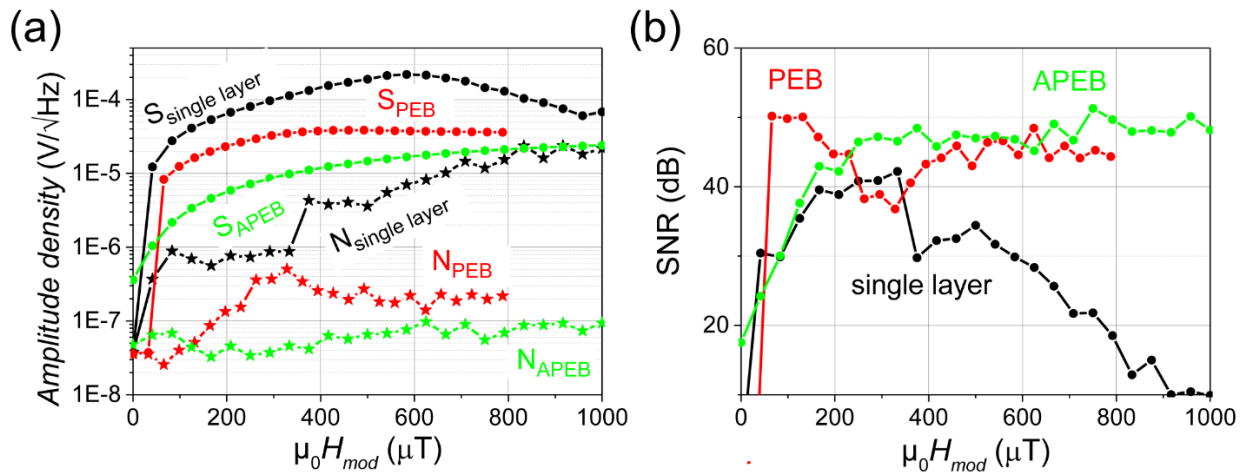 (a)
Amplitude density (V/√Hz)
1E-4
1E-5
1E-6
1E-7
1E-8
S single layer
S PEB
S APEB
N single layer
N PEB
N APEB
0 200 400 600 800 1000
μ0Hmod (μT)
(b)
SNR (dB)
60
40
20
PEB
APEB
single layer
0 200 400 600 800 1000
μ0Hmod (μT)